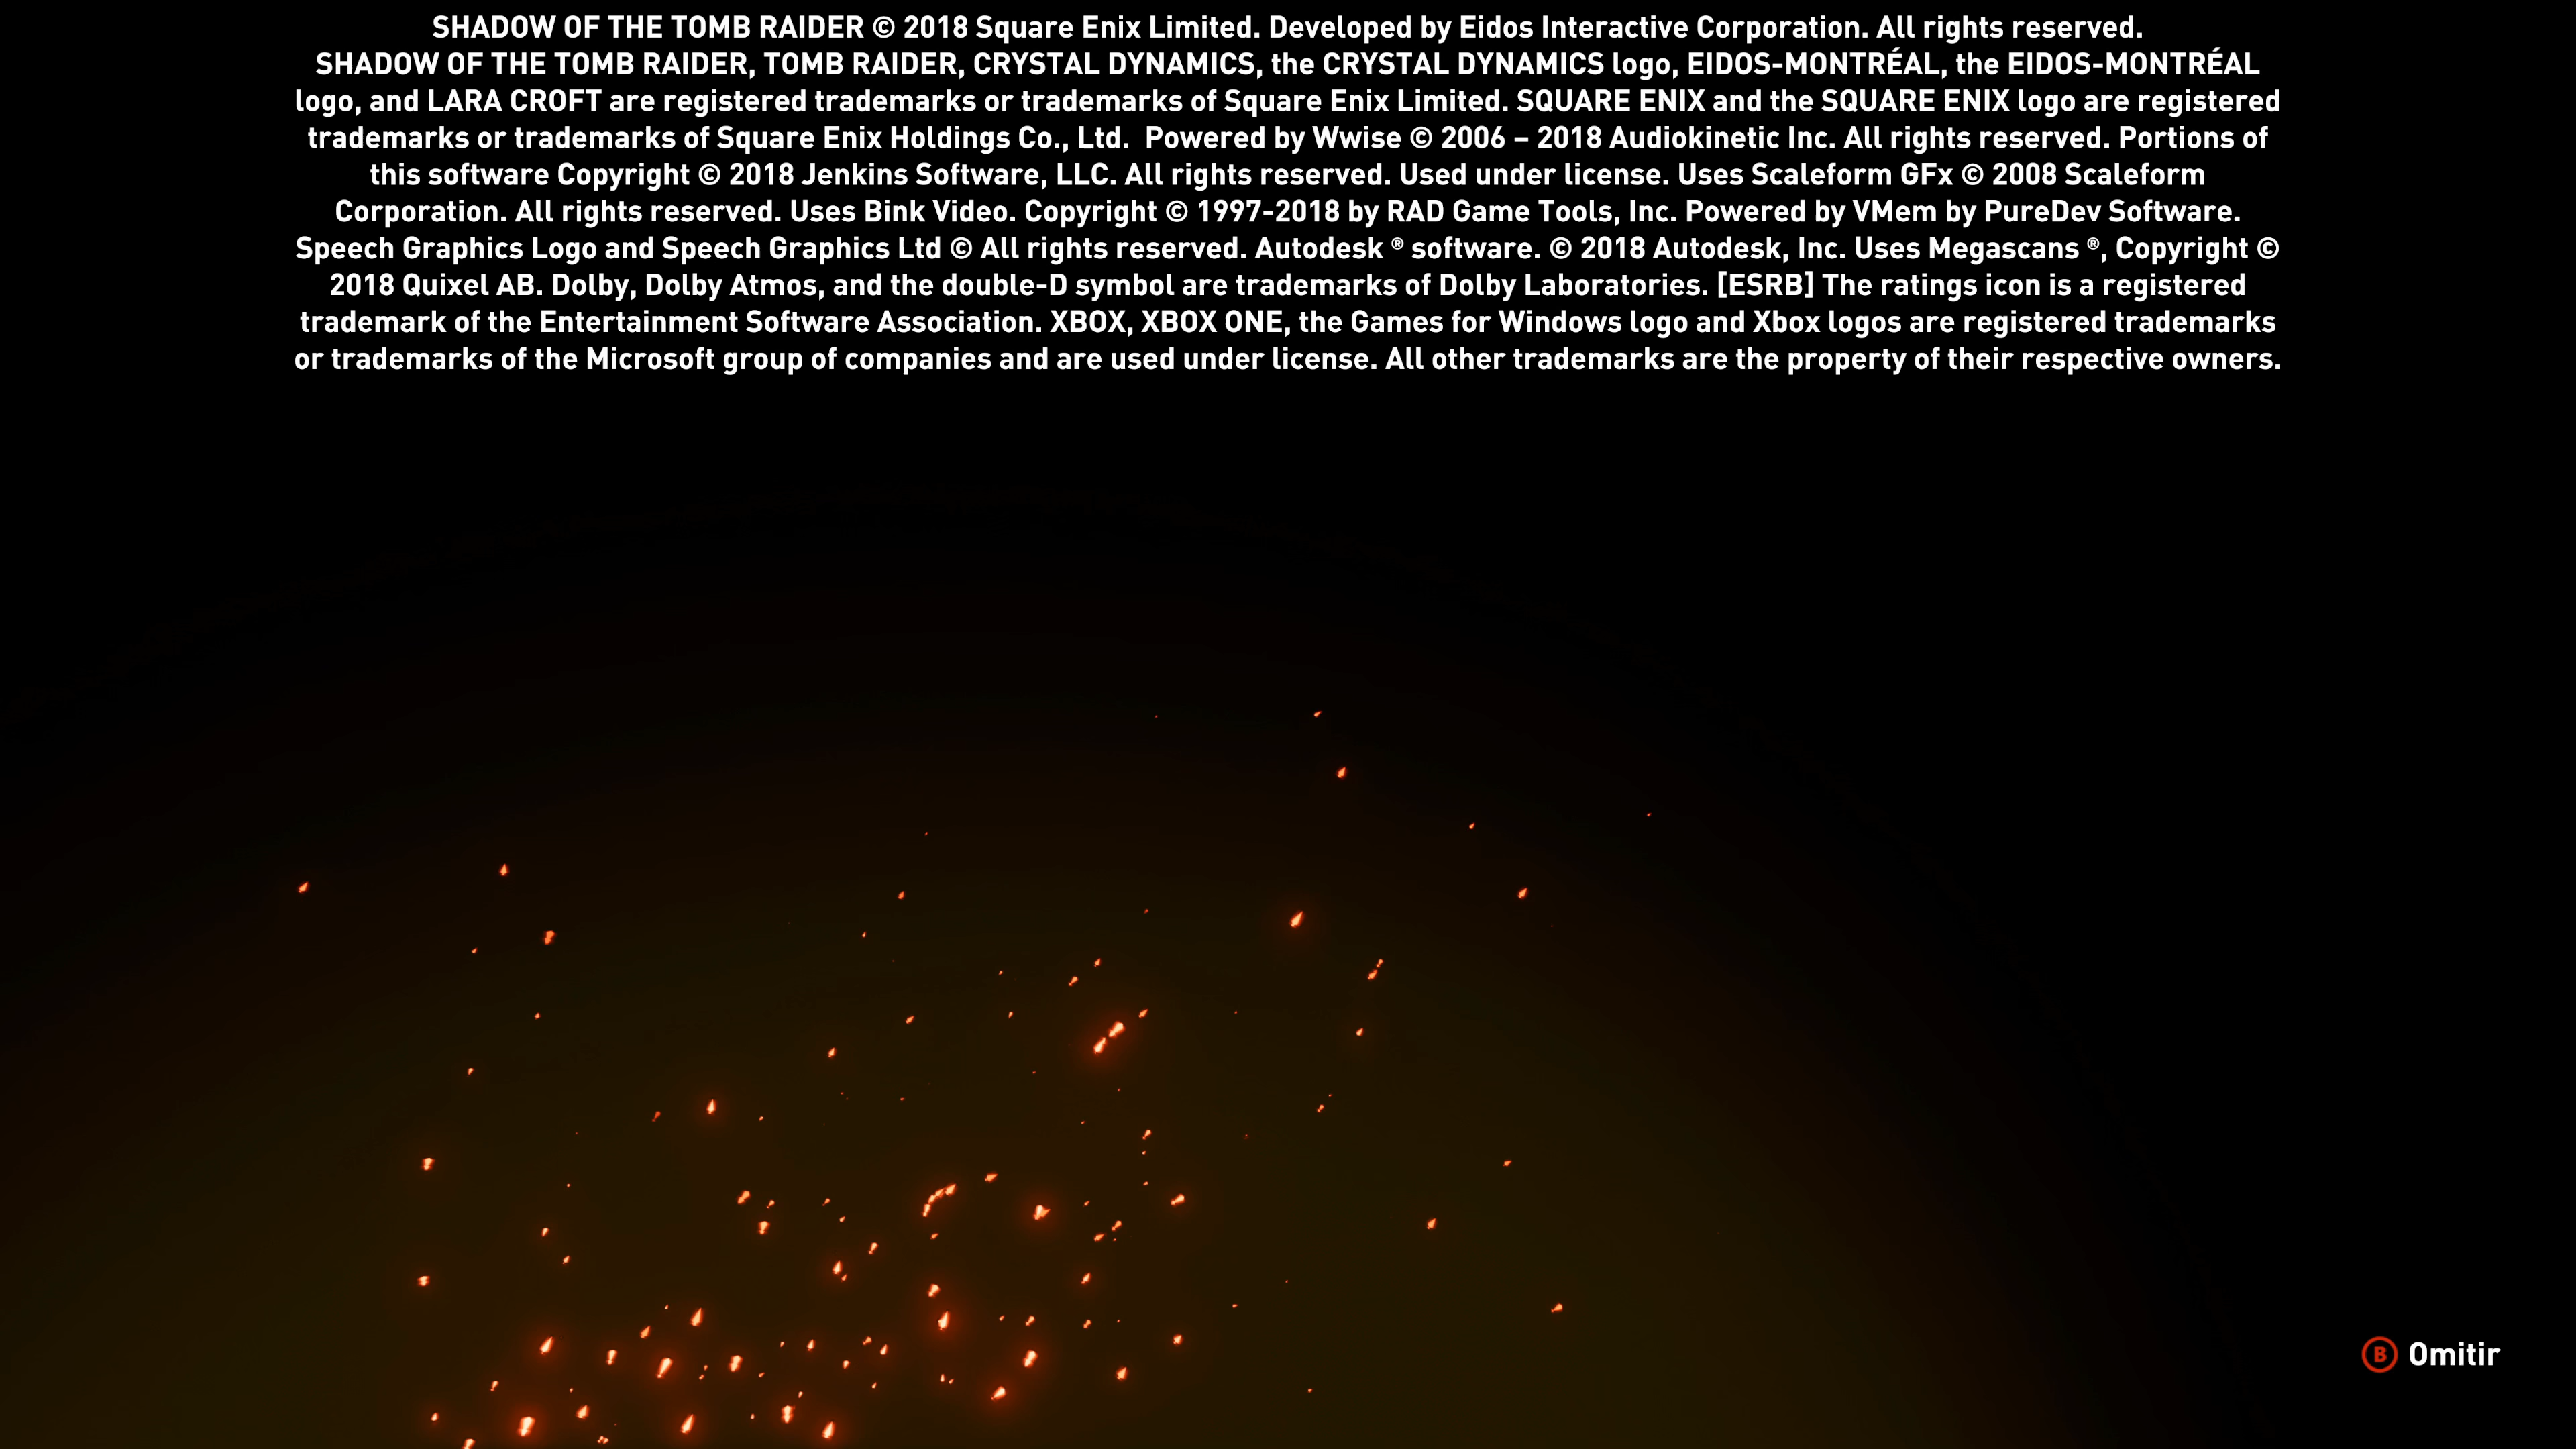 SHADOW OF THE TOMB RAIDER © 2018 Square Enix Limited. Developed by Eidos Interactive Corporation. All rights reserved.
SHADOW OF THE TOMB RAIDER, TOMB RAIDER, CRYSTAL DYNAMICS, the CRYSTAL DYNAMICS logo, EIDOS-MONTRÉAL, the EIDOS-MONTRÉAL
logo, and LARA CROFT are registered trademarks or trademarks of Square Enix Limited. SQUARE ENIX and the SQUARE ENIX logo are registered
trademarks or trademarks of Square Enix Holdings Co., Ltd.  Powered by Wwise © 2006 – 2018 Audiokinetic Inc. All rights reserved. Portions of
this software Copyright © 2018 Jenkins Software, LLC. All rights reserved. Used under license. Uses Scaleform GFx © 2008 Scaleform
Corporation. All rights reserved. Uses Bink Video. Copyright © 1997-2018 by RAD Game Tools, Inc. Powered by VMem by PureDev Software.
Speech Graphics Logo and Speech Graphics Ltd © All rights reserved. Autodesk ® software. © 2018 Autodesk, Inc. Uses Megascans ®, Copyright ©
2018 Quixel AB. Dolby, Dolby Atmos, and the double-D symbol are trademarks of Dolby Laboratories. [ESRB] The ratings icon is a registered
trademark of the Entertainment Software Association. XBOX, XBOX ONE, the Games for Windows logo and Xbox logos are registered trademarks
or trademarks of the Microsoft group of companies and are used under license. All other trademarks are the property of their respective owners.
B Omitir